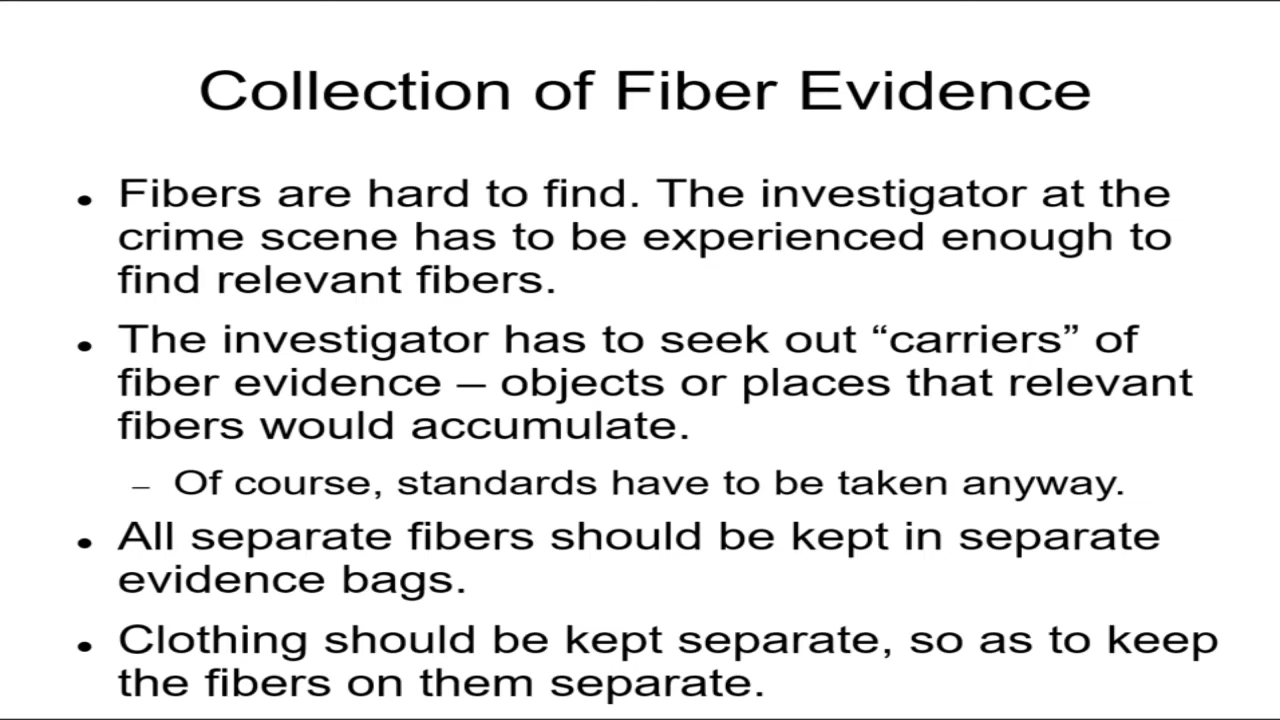 Collection of Fiber Evidence
• Fibers are hard to find. The investigator at the
crime scene has to be experienced enough to
find relevant fibers.
• The investigator has to seek out “carriers” of
fiber evidence – objects or places that relevant
fibers would accumulate.
– Of course, standards have to be taken anyway.
• All separate fibers should be kept in separate
evidence bags.
• Clothing should be kept separate, so as to keep
the fibers on them separate.